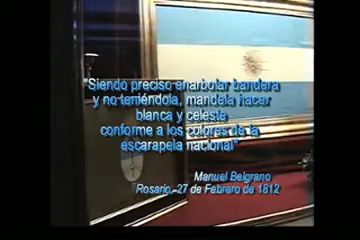 "Siendo preciso enarbolar bandera
y no teniéndola, mandela hacer
blanca y celeste
conforme a los colores de la
escarapela nacional"
Manuel Belgrano
Rosario, 27 de Febrero de 1812